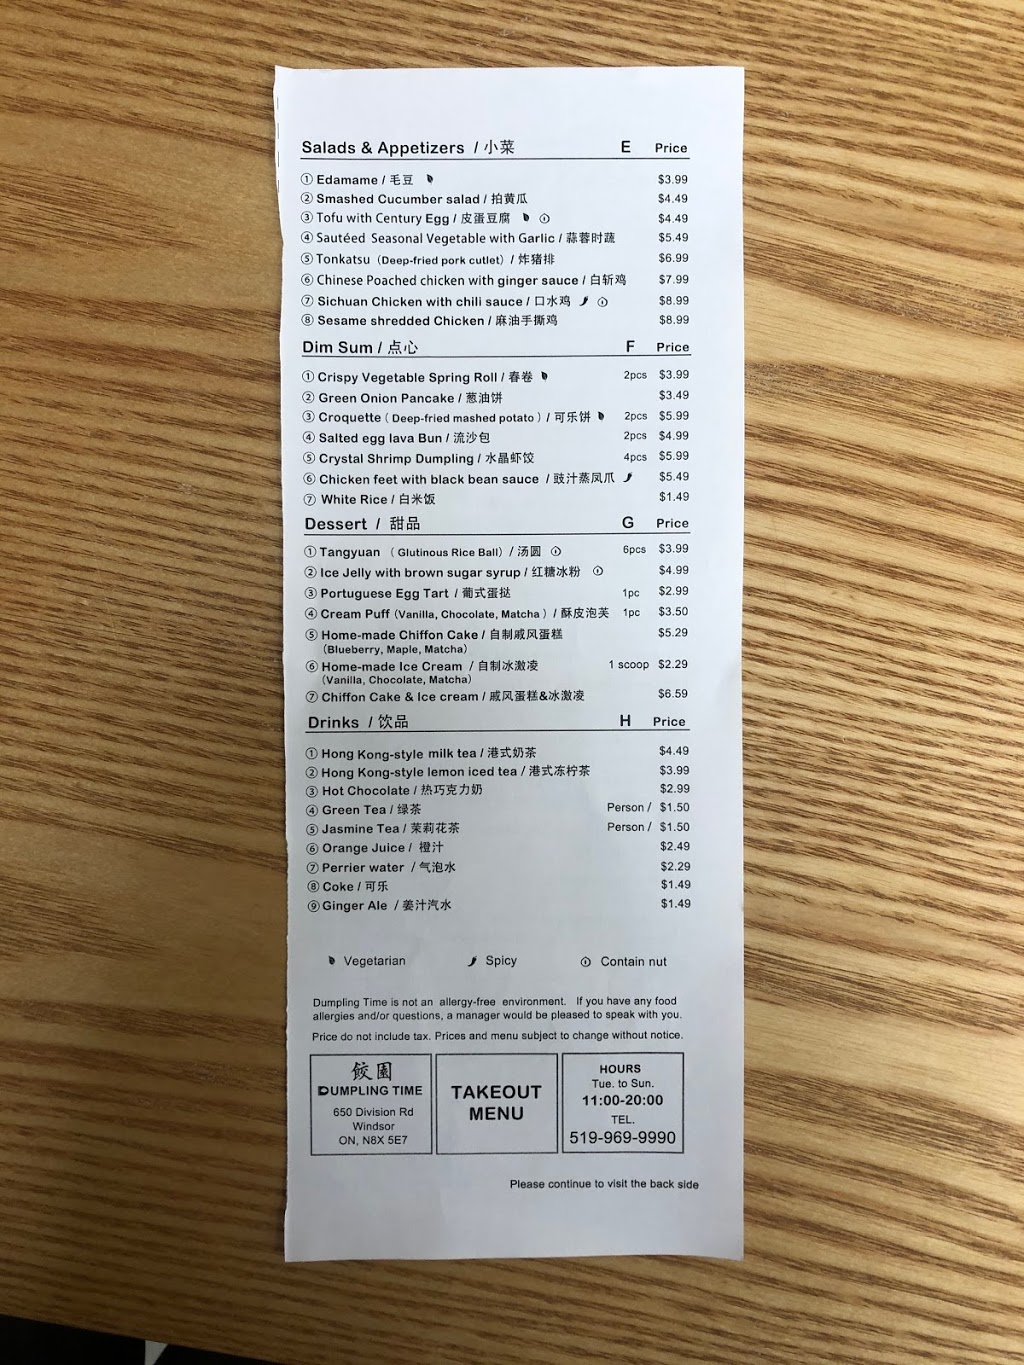 Salads & Appetizers / 小菜 E Price
① Edamame / 毛豆 $3.99
② Smashed Cucumber salad / 拍黄瓜 $4.49
③ Tofu with Century Egg / 皮蛋豆腐 $4.49
④ Sautéed Seasonal Vegetable with Garlic / 蒜蓉时蔬 $5.49
⑤ Tonkatsu (Deep-fried pork cutlet) / 炸猪排 $6.99
⑥ Chinese Poached chicken with ginger sauce / 白斩鸡 $7.99
⑦ Sichuan Chicken with chili sauce / 口水鸡 $8.99
⑧ Sesame shredded Chicken / 麻油手撕鸡 $8.99
Dim Sum / 点心 F Price
① Crispy Vegetable Spring Roll / 春卷 2pcs $3.99
② Green Onion Pancake / 葱油饼 $3.49
③ Croquette ( Deep-fried mashed potato ) / 可乐饼 2pcs $5.99
④ Salted egg lava Bun / 流沙包 2pcs $4.99
⑤ Crystal Shrimp Dumpling / 水晶虾饺 4pcs $5.99
⑥ Chicken feet with black bean sauce / 豉汁蒸凤爪 $5.49
⑦ White Rice / 白米饭 $1.49
Dessert / 甜品 G Price
① Tangyuan ( Glutinous Rice Ball) / 汤圆 6pcs $3.99
② Ice Jelly with brown sugar syrup / 红糖冰粉 $4.99
③ Portuguese Egg Tart / 葡式蛋挞 1pc $2.99
④ Cream Puff (Vanilla, Chocolate, Matcha ) / 酥皮泡芙 1pc $3.50
⑤ Home-made Chiffon Cake / 自制戚风蛋糕 $5.29
(Blueberry, Maple, Matcha)
⑥ Home-made Ice Cream / 自制冰激凌 1 scoop $2.29
(Vanilla, Chocolate, Matcha)
⑦ Chiffon Cake & Ice cream / 戚风蛋糕&冰激凌 $6.59
Drinks / 饮品 H Price
① Hong Kong-style milk tea / 港式奶茶 $4.49
② Hong Kong-style lemon iced tea / 港式冻柠茶 $3.99
③ Hot Chocolate / 热巧克力奶 $2.99
④ Green Tea / 绿茶 Person / $1.50
⑤ Jasmine Tea / 茉莉花茶 Person / $1.50
⑥ Orange Juice / 橙汁 $2.49
⑦ Perrier water / 气泡水 $2.29
⑧ Coke / 可乐 $1.49
⑨ Ginger Ale / 姜汁汽水 $1.49
Vegetarian Spicy Contain nut
Dumpling Time is not an allergy-free environment. If you have any food
allergies and/or questions, a manager would be pleased to speak with you.
Price do not include tax. Prices and menu subject to change without notice.
餃園
DUMPLING TIME
650 Division Rd
Windsor
ON, N8X 5E7
TAKEOUT
MENU
HOURS
Tue. to Sun.
11:00-20:00
TEL.
519-969-9990
Please continue to visit the back side